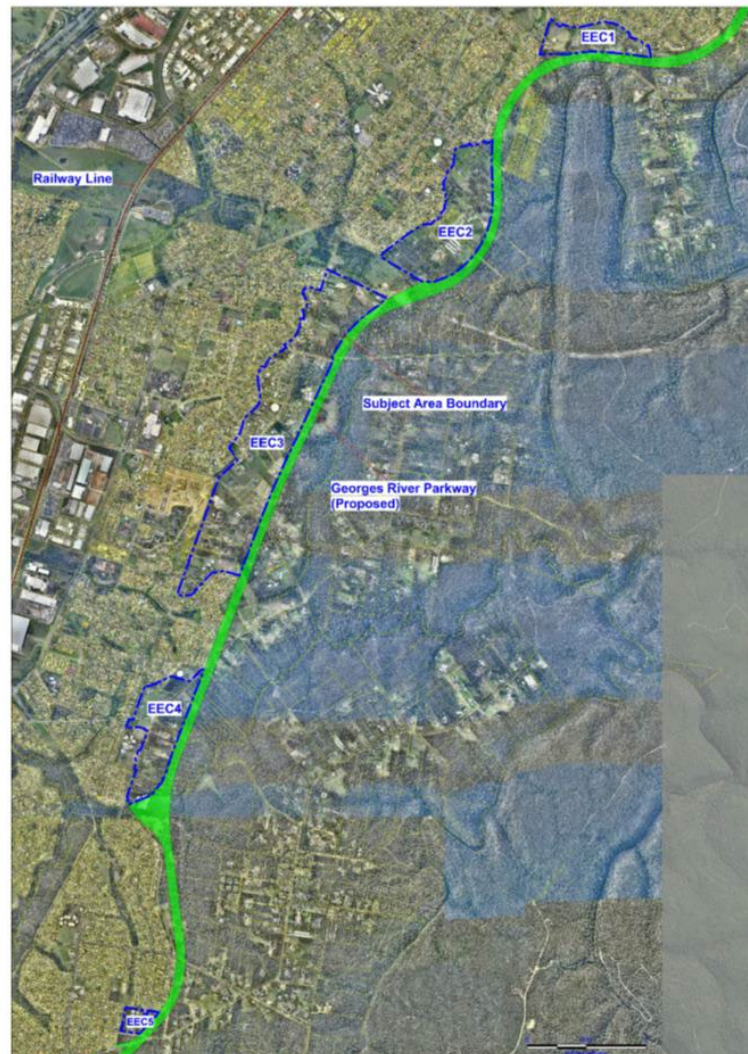 EEC1
Railway Line
EEC2
Subject Area Boundary
EEC3
Georges River Parkway
(Proposed)
EEC4
EEC5